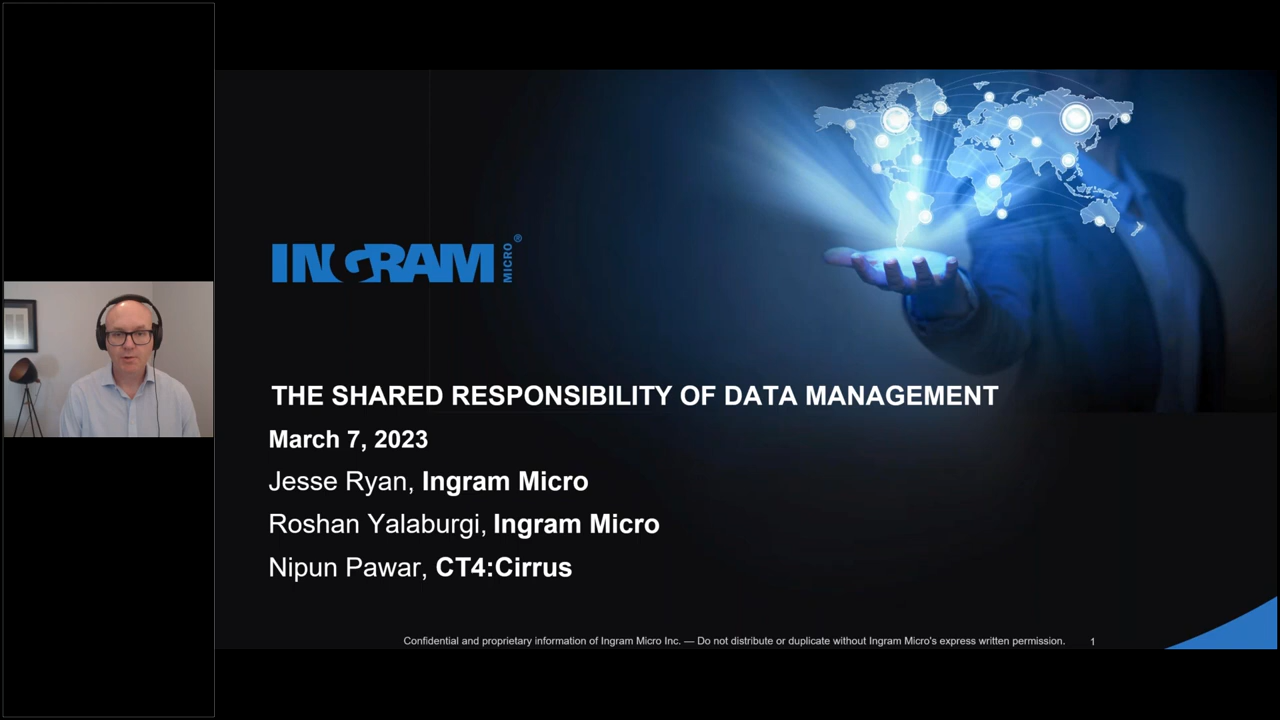 INGRAM MICRO ®
THE SHARED RESPONSIBILITY OF DATA MANAGEMENT
March 7, 2023
Jesse Ryan, Ingram Micro
Roshan Yalaburgi, Ingram Micro
Nipun Pawar, CT4:Cirrus
Confidential and proprietary information of Ingram Micro Inc. — Do not distribute or duplicate without Ingram Micro's express written permission. 1